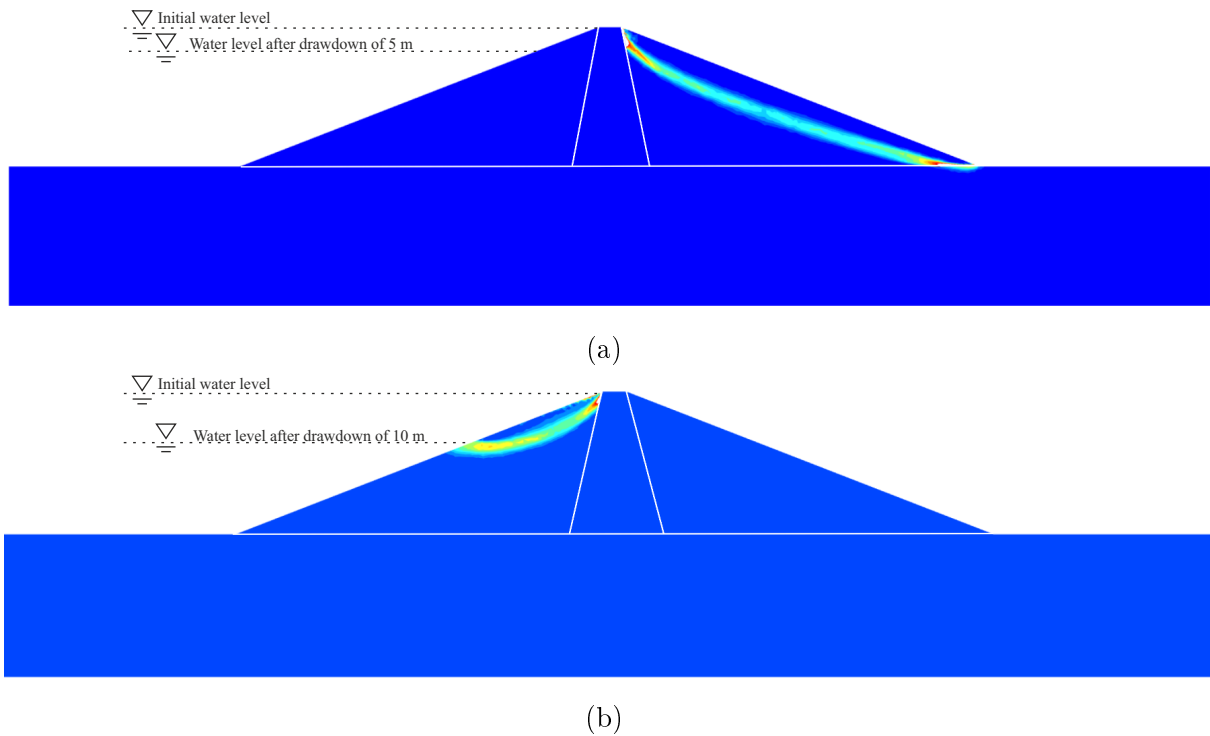 Initial water level
Water level after drawdown of 5 m
(a)
Initial water level
Water level after drawdown of 10 m
(b)